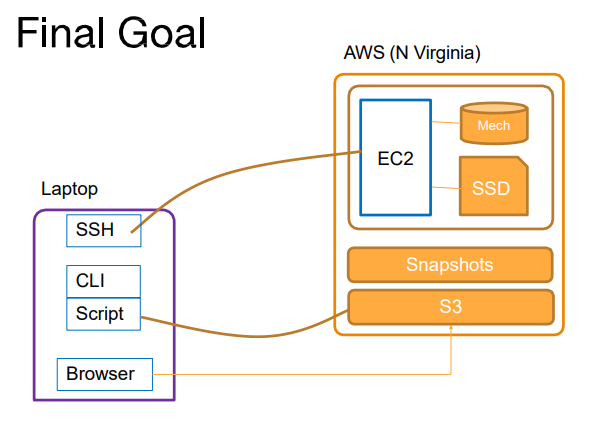 Final Goal
AWS (N Virginia)
EC2
Mech
SSD
Snapshots
S3
Laptop
SSH
CLI
Script
Browser